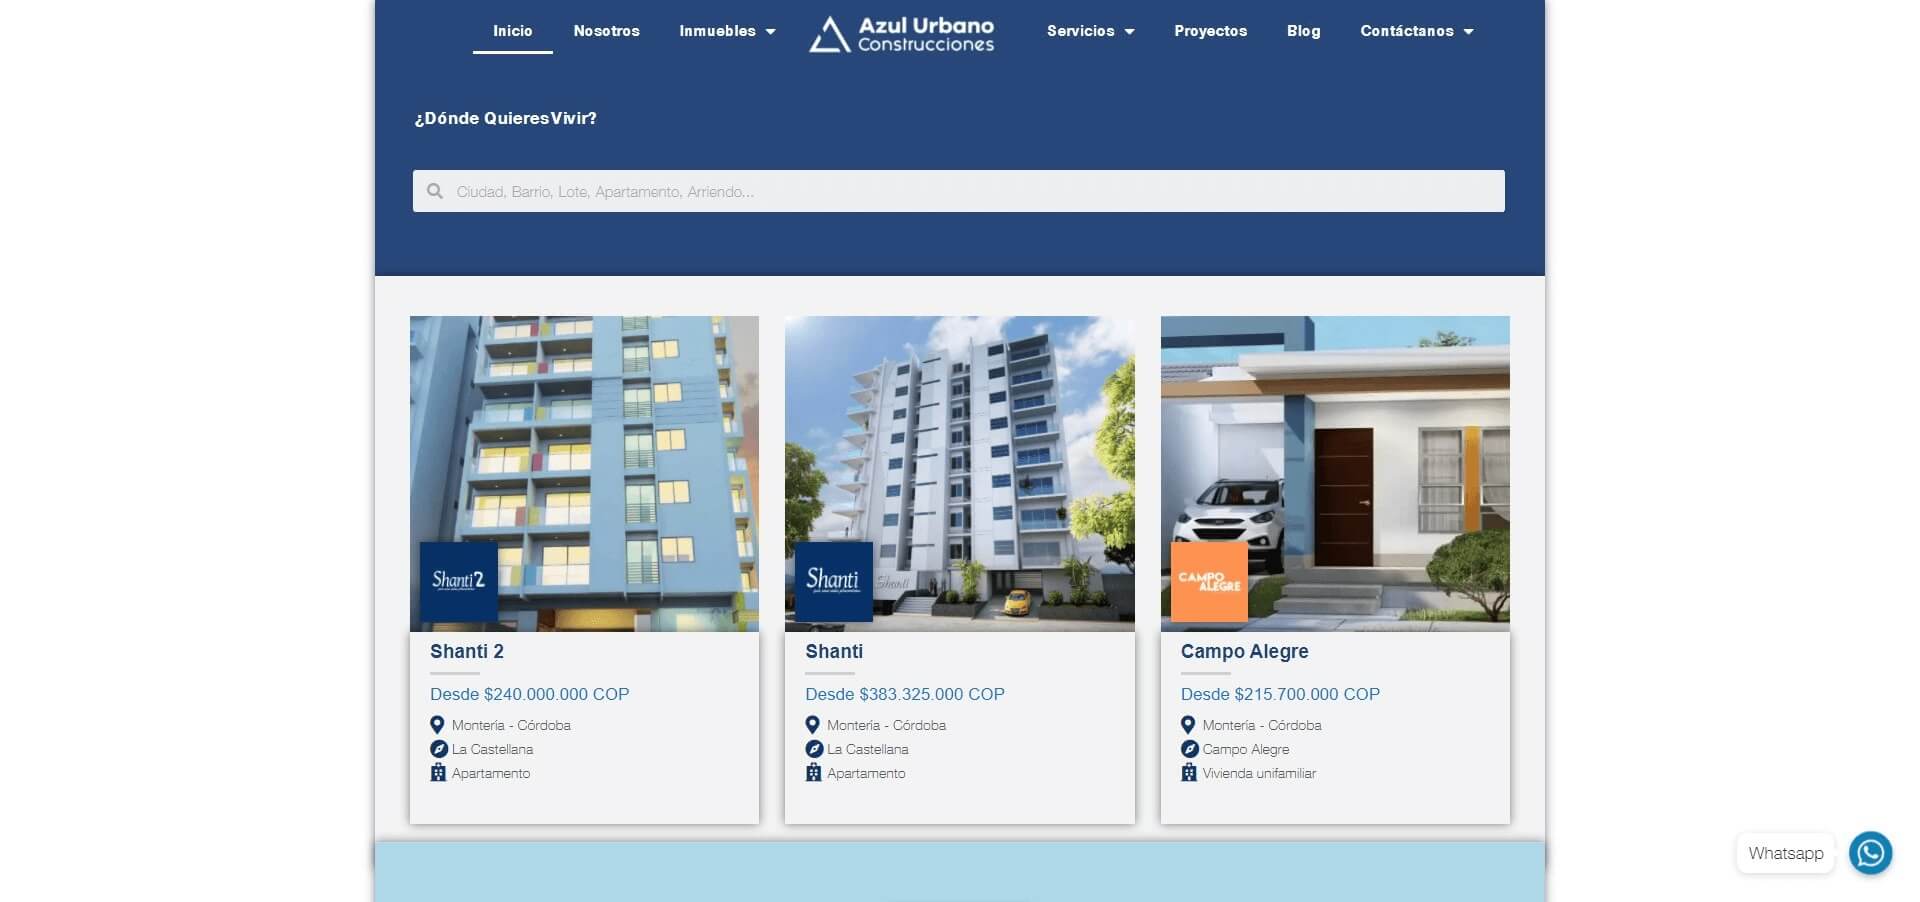 Inicio
Nosotros
Inmuebles
Azul Urbano
Construcciones
Servicios
Proyectos
Blog
Contáctanos
¿Dónde Quieres Vivir?
Ciudad, Barrio, Lote, Apartamento, Arriendo...
Shanti 2
Shanti
Shanti
CAMPO
ALEGRE
Shanti 2
Desde $240.000.000 COP
Montería - Córdoba
La Castellana
Apartamento
Shanti
Desde $383.325.000 COP
Montería - Córdoba
La Castellana
Apartamento
Campo Alegre
Desde $215.700.000 COP
Montería - Córdoba
Campo Alegre
Vivienda unifamiliar
Whatsapp